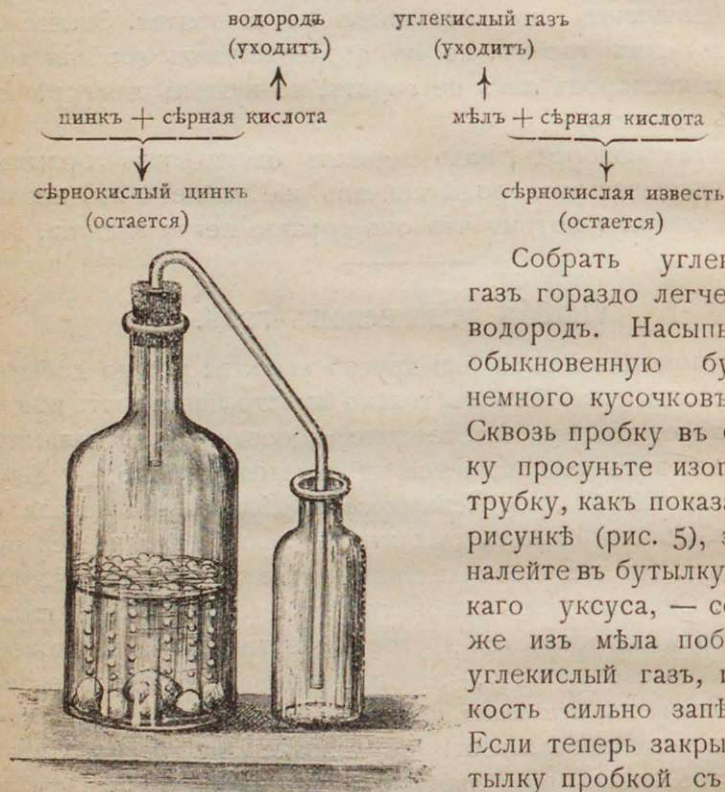 водородъ углекислый газъ
(уходитъ) (уходитъ)
цинкъ + сѣрная кислота мѣлъ + сѣрная кислота
сѣрнокислый цинкъ сѣрнокислая известь
(остается) (остается)
Собрать углек
газъ гораздо легче
водородъ. Насыпь
обыкновенную бу
немного кусочковъ
Сквозь пробку въ
ку просуньте изог
трубку, какъ показа
рисункѣ (рис. 5),
налейте въ бутылку
каго уксуса, — с
же изъ мѣла поб
углекислый газъ,
кость сильно запѣ
Если теперь закры
тылку пробкой съ